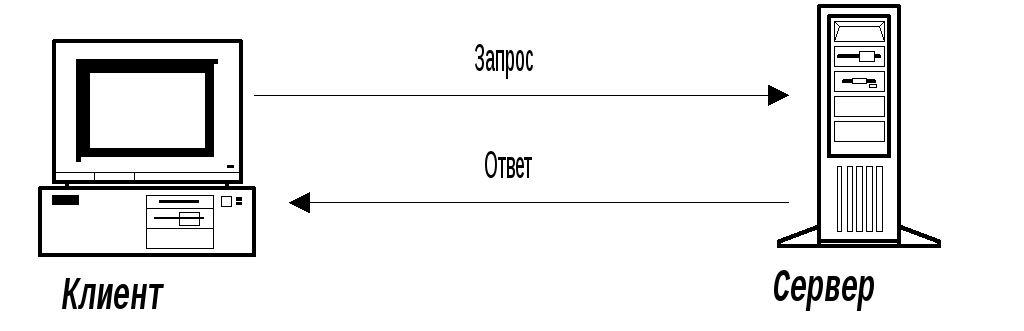 Запрос
Ответ
Клиент
Сервер